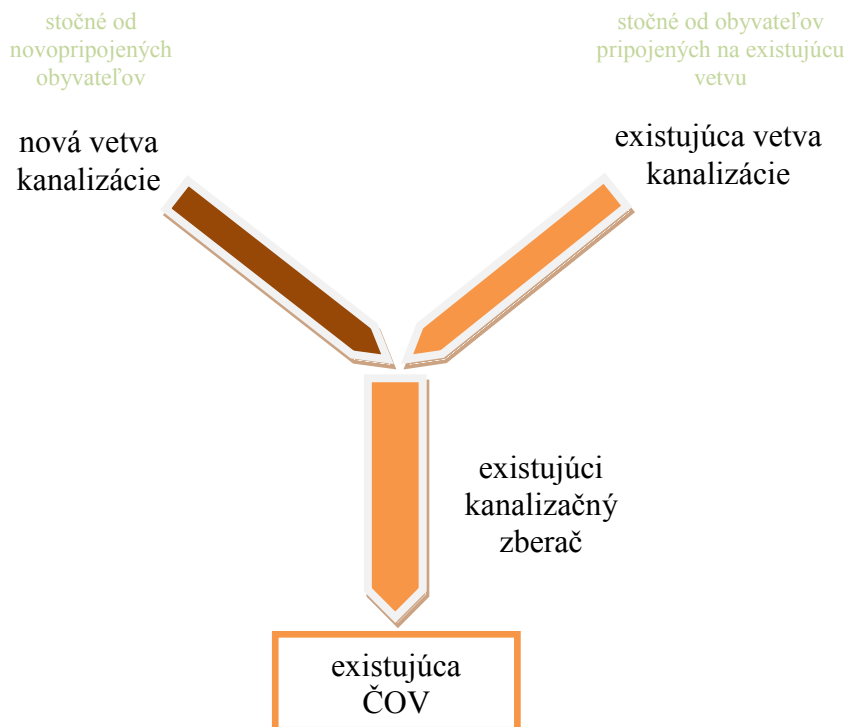 stočné od
novopripojených
obyvateľov
stočné od obyvateľov
pripojených na existujúcu
vetvu
nová vetva
kanalizácie
existujúca vetva
kanalizácie
existujúci
kanalizačný
zberač
existujúca
ČOV